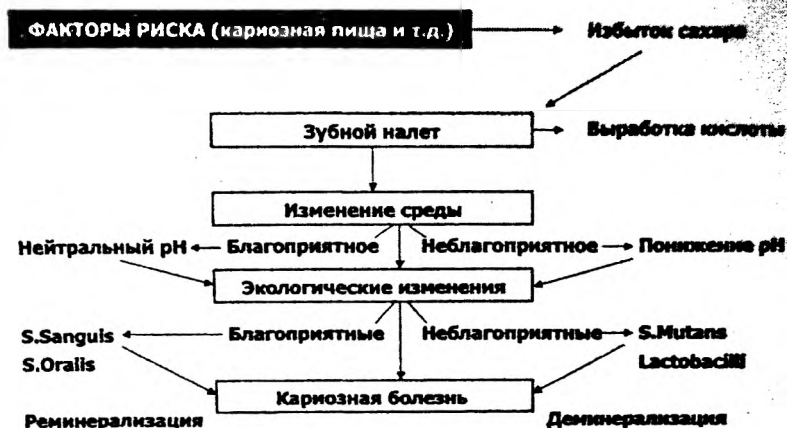 ФАКТОРЫ РИСКА (кариозная пища и т.д.)
Избыток сахара
Зубной налет
Выработка кислоты
Изменение среды
Нейтральный pH
Благоприятное
Неблагоприятное
Понижение pH
Экологические изменения
S.Sanguis
Благоприятные
Неблагоприятные
S.Mutans
S.Oralis
Lactobacilli
Кариозная болезнь
Реминерализация
Деминерализация